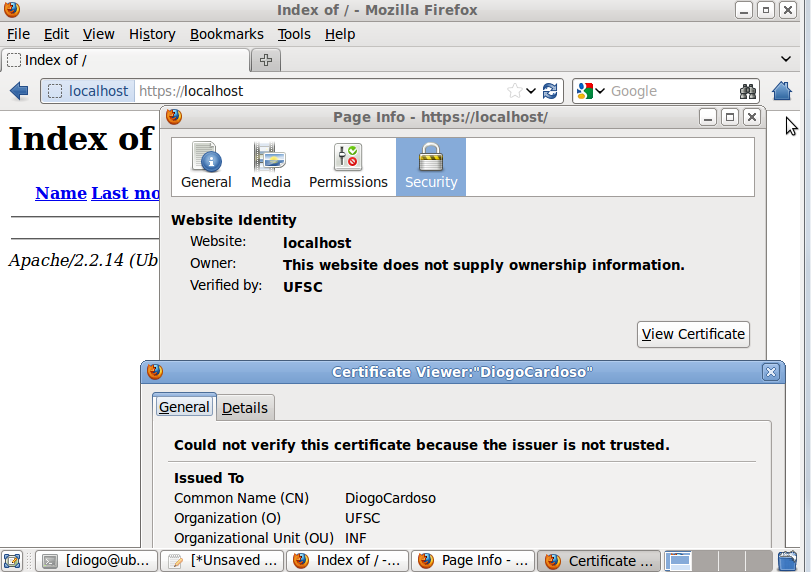 Index of / - Mozilla Firefox
File Edit View History Bookmarks Tools Help
Index of /
localhost https://localhost Google
Page Info - https://localhost/
Index of
General Media Permissions Security
Name Last mo
Website Identity
Website: localhost
Owner: This website does not supply ownership information.
Apache/2.2.14 (Ub
Verified by: UFSC
View Certificate
Certificate Viewer:"DiogoCardoso"
General Details
Could not verify this certificate because the issuer is not trusted.
Issued To
Common Name (CN) DiogoCardoso
Organization (O) UFSC
Organizational Unit (OU) INF
[diogo@ub... [*Unsaved ... Index of / -... Page Info - ... Certificate ...